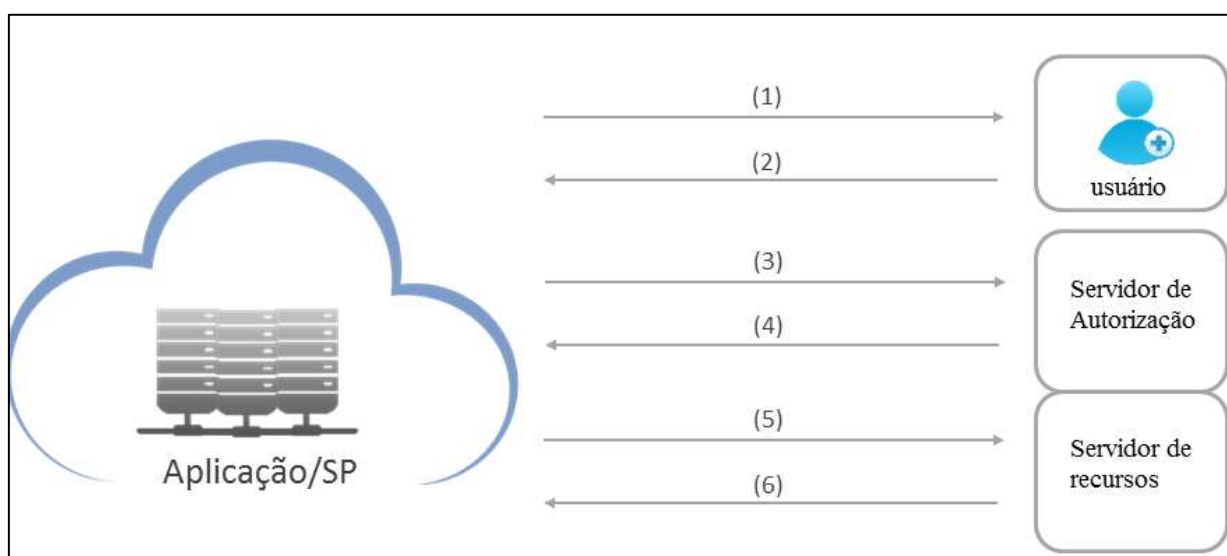 (1)
(2)
usuário
(3)
Servidor de
Autorização
(4)
(5)
Servidor de
recursos
(6)
Aplicação/SP